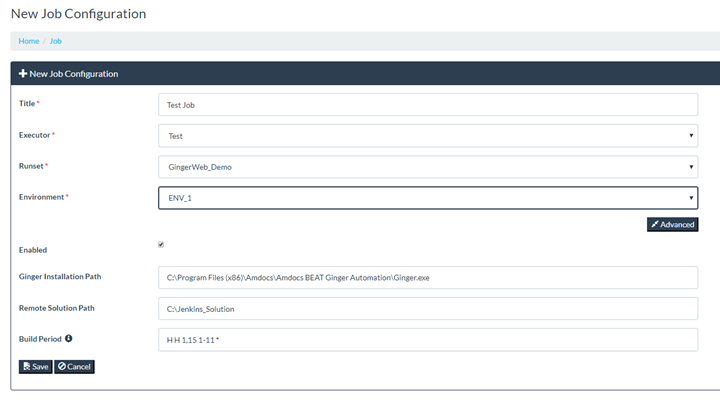 New Job Configuration
Home / Job
New Job Configuration
Title *
Test Job
Executor *
Test
Runset *
GingerWeb_Demo
Environment *
ENV_1
Advanced
Enabled
Ginger Installation Path
C:\Program Files (x86)\Amdocs\Amdocs BEAT Ginger Automation\Ginger.exe
Remote Solution Path
C:\Jenkins_Solution
Build Period
H H 1,15 1-11 *
Save Cancel